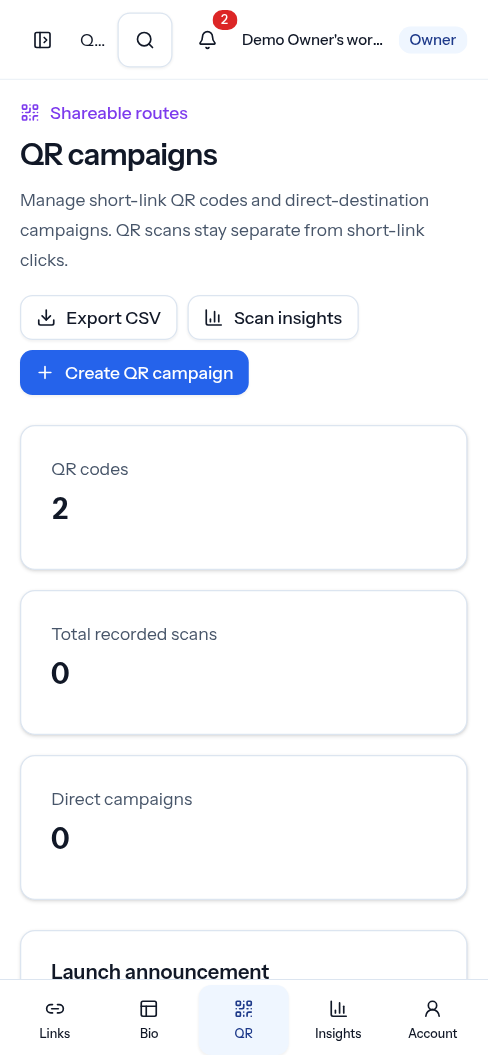 Q...
2
Demo Owner's wor...
Owner
Shareable routes
QR campaigns
Manage short-link QR codes and direct-destination
campaigns. QR scans stay separate from short-link
clicks.
Export CSV
Scan insights
Create QR campaign
QR codes
2
Total recorded scans
0
Direct campaigns
0
Launch announcement
Links
Bio
QR
Insights
Account